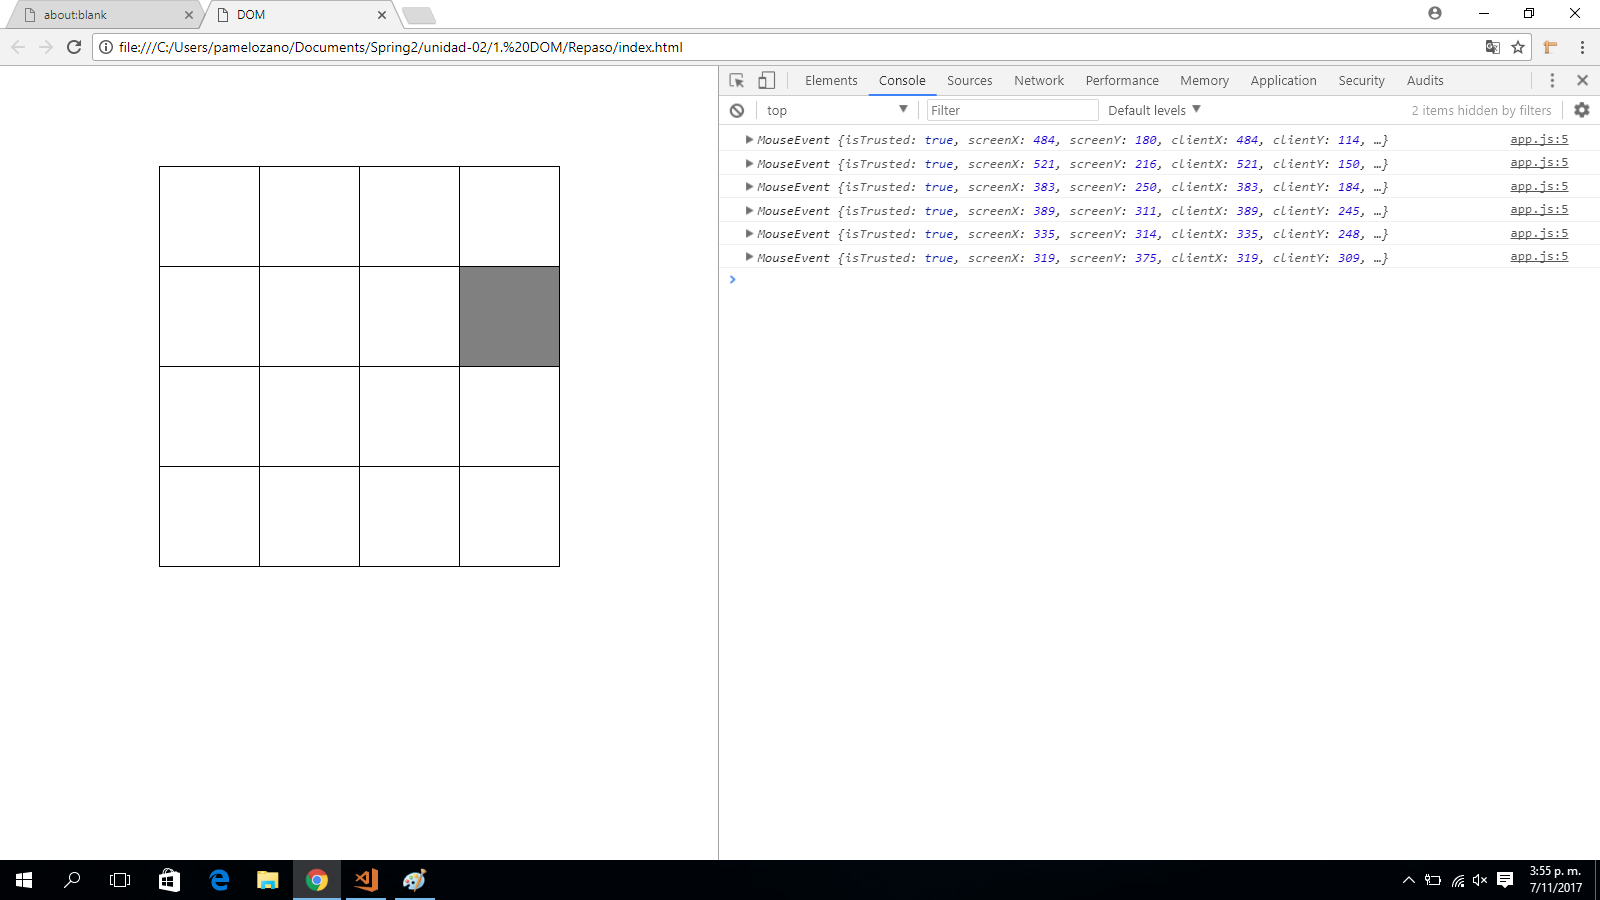 about:blank
DOM
file:///C:/Users/pamelozano/Documents/Spring2/unidad-02/1.%20DOM/Repaso/index.html
Elements Console Sources Network Performance Memory Application Security Audits
top Filter Default levels 2 items hidden by filters
MouseEvent {isTrusted: true, screenX: 484, screenY: 180, clientX: 484, clientY: 114, …} app.js:5
MouseEvent {isTrusted: true, screenX: 521, screenY: 216, clientX: 521, clientY: 150, …} app.js:5
MouseEvent {isTrusted: true, screenX: 383, screenY: 250, clientX: 383, clientY: 184, …} app.js:5
MouseEvent {isTrusted: true, screenX: 389, screenY: 311, clientX: 389, clientY: 245, …} app.js:5
MouseEvent {isTrusted: true, screenX: 335, screenY: 314, clientX: 335, clientY: 248, …} app.js:5
MouseEvent {isTrusted: true, screenX: 319, screenY: 375, clientX: 319, clientY: 309, …} app.js:5
3:55 p. m.
7/11/2017